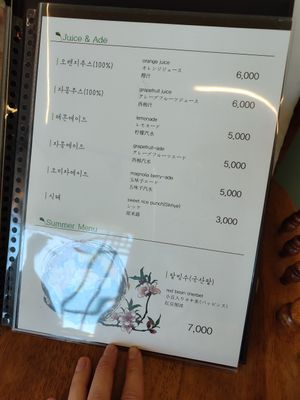 Juice & Ade
오렌지쥬스(100%)
orange juice
オレンジジュース
橙汁
6,000
자몽쥬스(100%)
grapefruit juice
グレープフルーツジュース
西柚汁
6,000
레몬에이드
lemonade
レモネード
柠檬汽水
5,000
자몽에이드
grapefruit-ade
グレープフルーツエード
西柚汽水
5,000
오미자에이드
magnolia berry-ade
五味子エード
五味子汽水
5,000
식혜
sweet rice punch(Sikhye)
シッケ
甜米露
3,000
Summer Menu
팥빙수(국산팥)
red bean sherbet
小豆入りカキ氷(パッピンス)
红豆刨冰
7,000